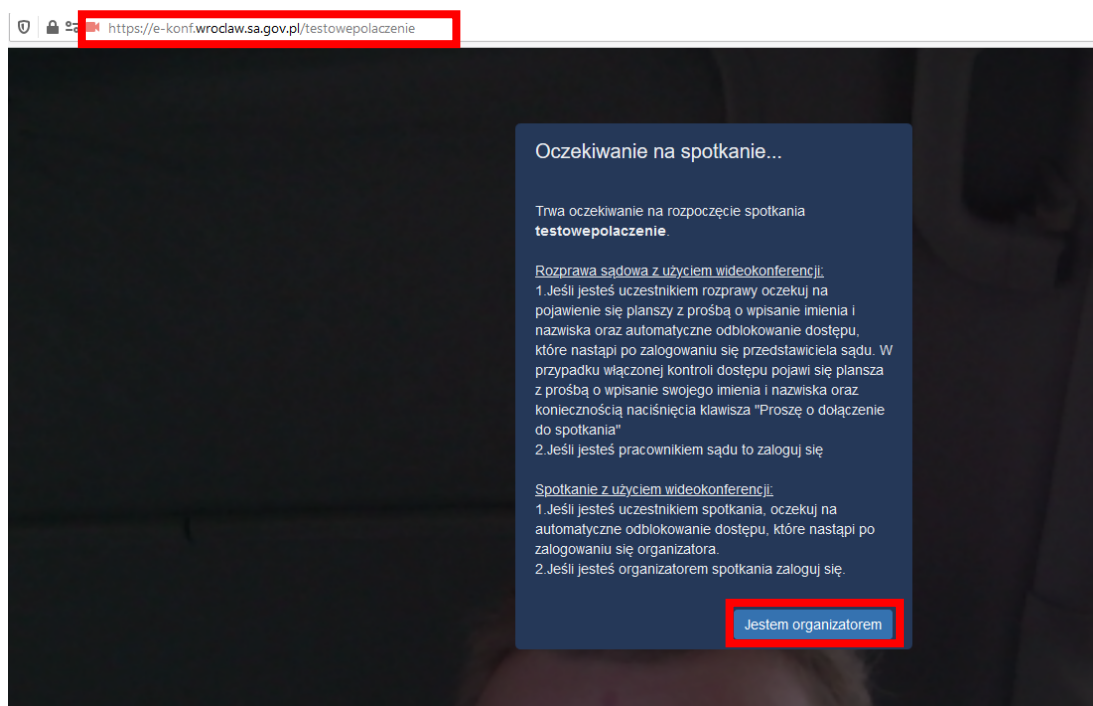 https://e-konf.wroclaw.sa.gov.pl/testowepolaczenie
Oczekiwanie na spotkanie...
Trwa oczekiwanie na rozpoczęcie spotkania
testowepolaczenie.
Rozprawa sądowa z użyciem wideokonferencji:
1.Jeśli jesteś uczestnikiem rozprawy oczekuj na
pojawienie się planszy z prośbą o wpisanie imienia i
nazwiska oraz automatyczne odblokowanie dostępu,
które nastąpi po zalogowaniu się przedstawiciela sądu. W
przypadku włączonej kontroli dostępu pojawi się plansza
z prośbą o wpisanie swojego imienia i nazwiska oraz
koniecznością naciśnięcia klawisza "Proszę o dołączenie
do spotkania"
2.Jeśli jesteś pracownikiem sądu to zaloguj się
Spotkanie z użyciem wideokonferencji:
1.Jeśli jesteś uczestnikiem spotkania, oczekuj na
automatyczne odblokowanie dostępu, które nastąpi po
zalogowaniu się organizatora.
2.Jeśli jesteś organizatorem spotkania zaloguj się.
Jestem organizatorem